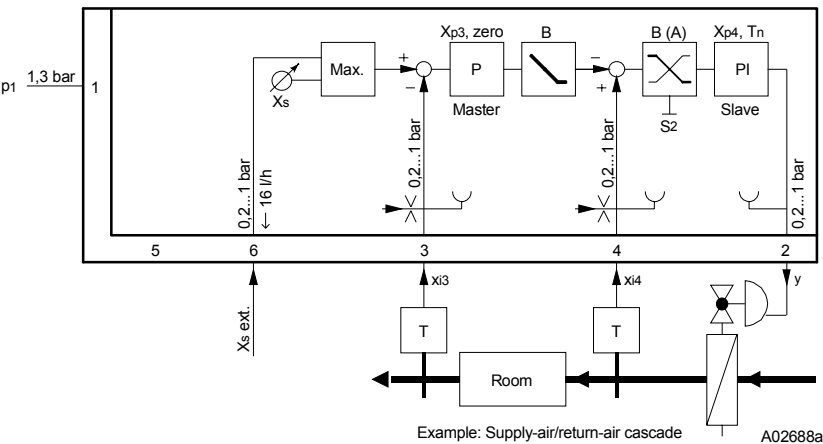 Xp3, zero
B
B (A)
Xp4, Tn
p1 1,3 bar
1
Max.
+
−
P
−
+
PI
Xs
Master
S2
Slave
0,2...1 bar
← 16 l/h
0,2...1 bar
0,2...1 bar
0,2...1 bar
5 6 3 4 2
Xs ext.
xi3
xi4
y
T
T
Room
Example: Supply-air/return-air cascade
A02688a